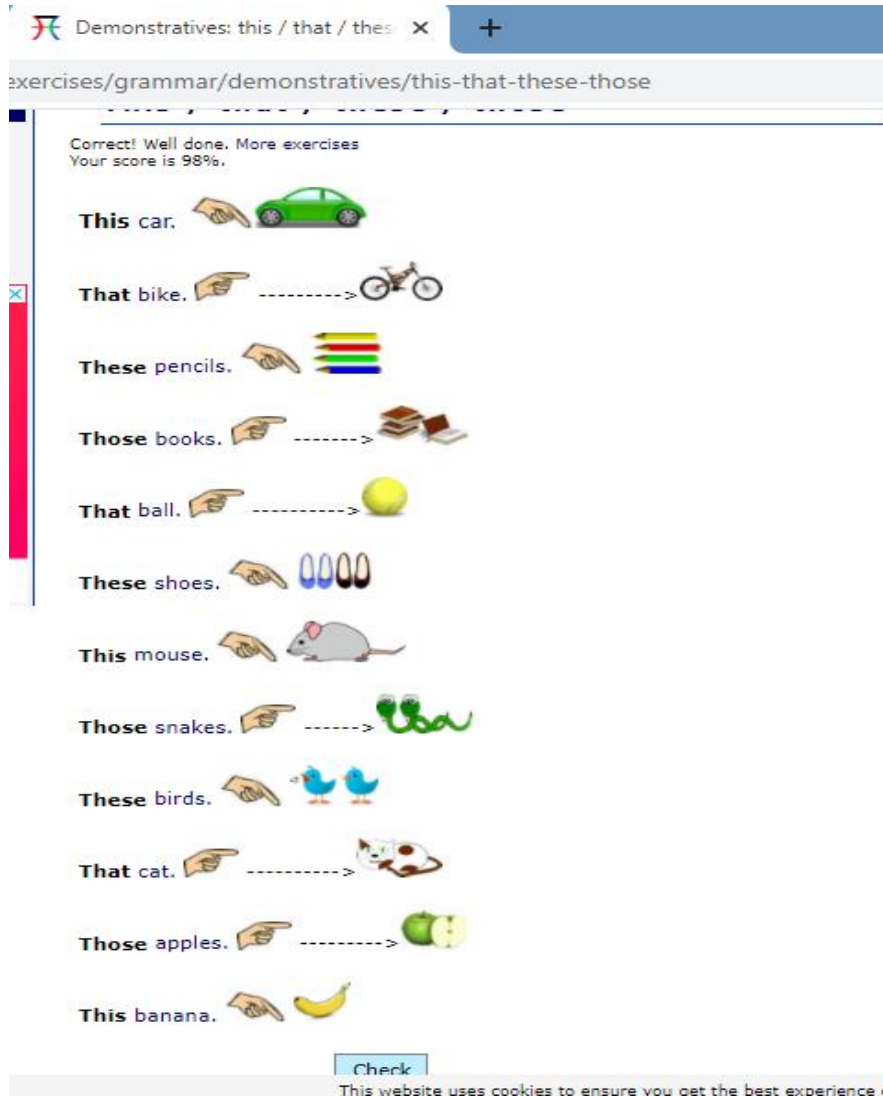 Demonstratives: this / that / thes
exercises/grammar/demonstratives/this-that-these-those
Correct! Well done. More exercises
Your score is 98%.
This car.
That bike. --------->
These pencils.
Those books. ------->
That ball. ---------->
These shoes.
This mouse.
Those snakes. ------>
These birds.
That cat. ---------->
Those apples. --------->
This banana.
Check
This website uses cookies to ensure you get the best experience